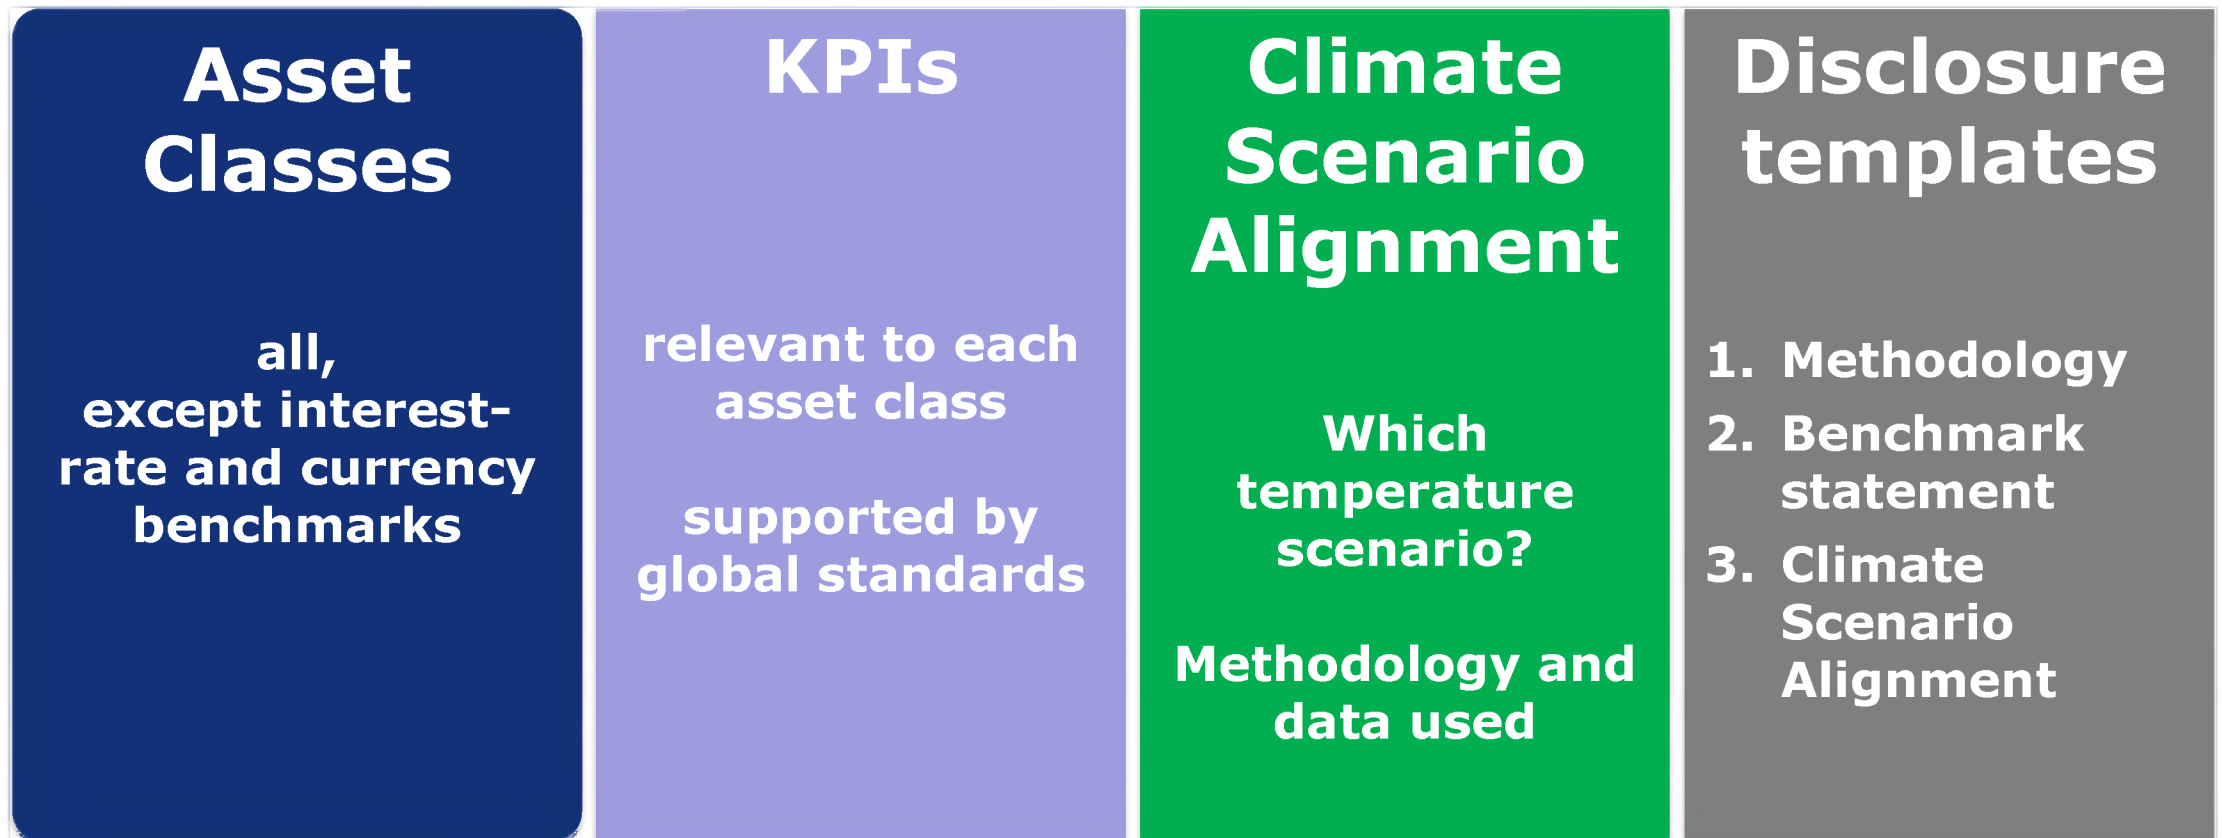 Asset
Classes
all,
except interest-
rate and currency
benchmarks
KPIs
relevant to each
asset class
supported by
global standards
Climate
Scenario
Alignment
Which
temperature
scenario?
Methodology and
data used
Disclosure
templates
1. Methodology
2. Benchmark
statement
3. Climate
Scenario
Alignment